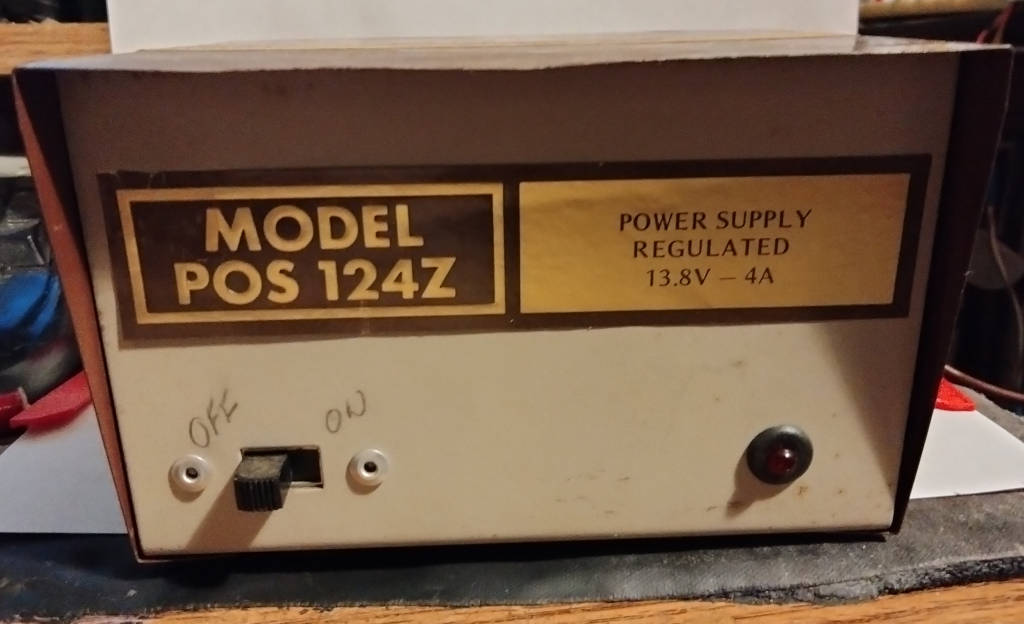 MODEL
POS 124Z
POWER SUPPLY
REGULATED
13.8V — 4A
OFF
ON